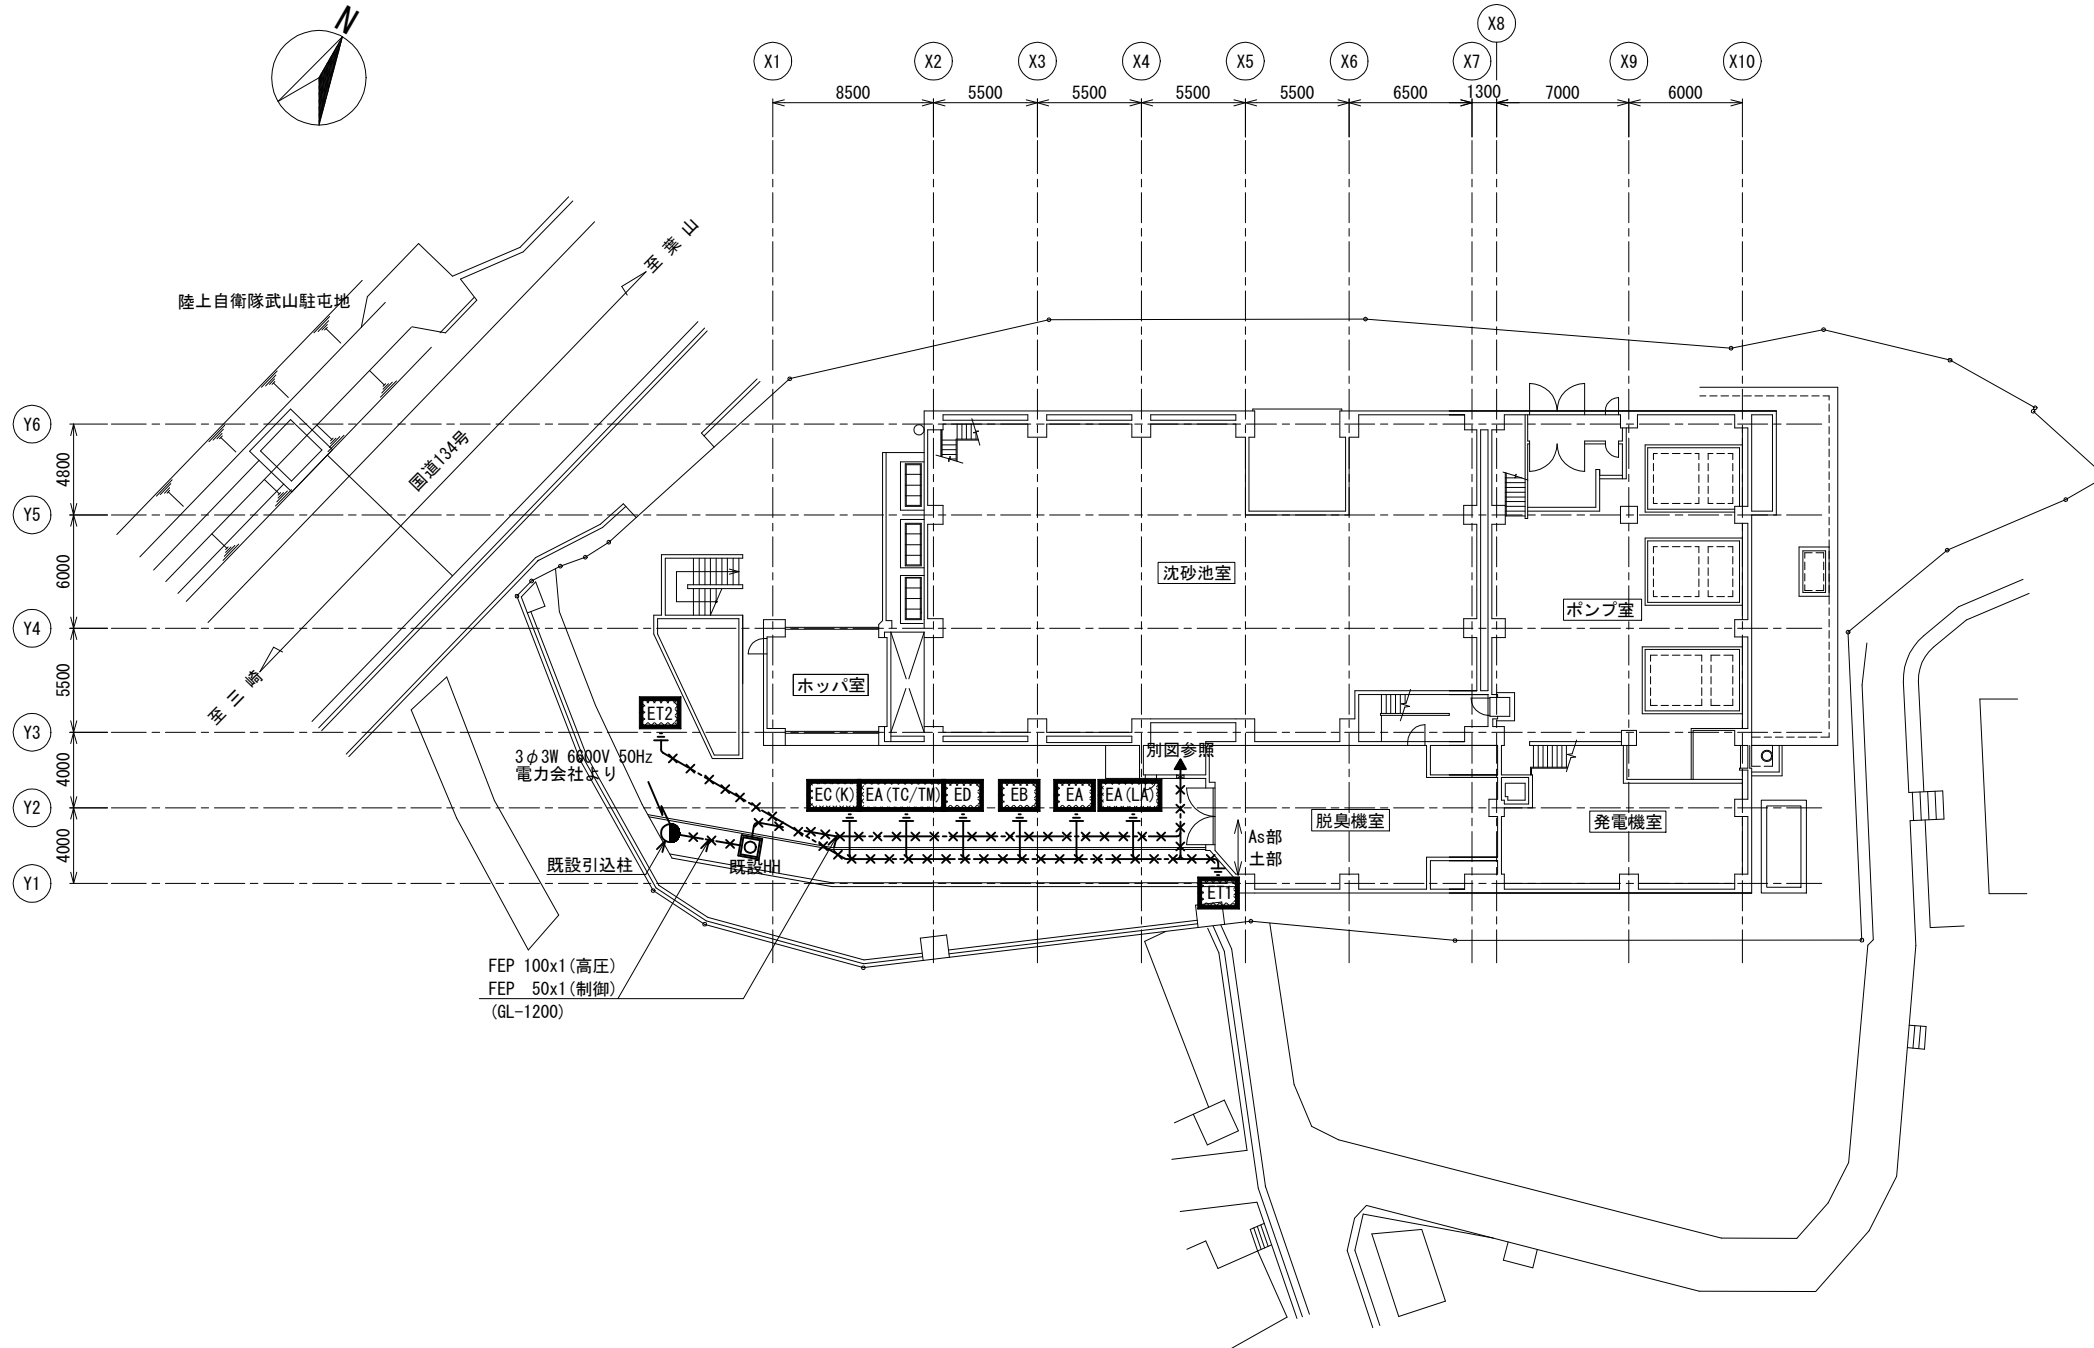 N
X8
X1
X2
X3
X4
X5
X6
X7
X9
X10
8500
5500
5500
5500
5500
6500
1300
7000
6000
至葉山
陸上自衛隊武山駐屯地
国道134号
至三崎
Y6
4800
Y5
6000
Y4
5500
Y3
4000
Y2
4000
Y1
沈砂池室
ポンプ室
ホッパ室
ET2
3φ3W 6600V 50Hz
電力会社より
別図参照
EC(K)
EA(TC/TM)
ED
EB
EA
EA(LA)
脱臭機室
発電機室
As部
土部
既設引込柱
既設HH
ET1
FEP 100x1(高圧)
FEP 50x1(制御)
(GL-1200)